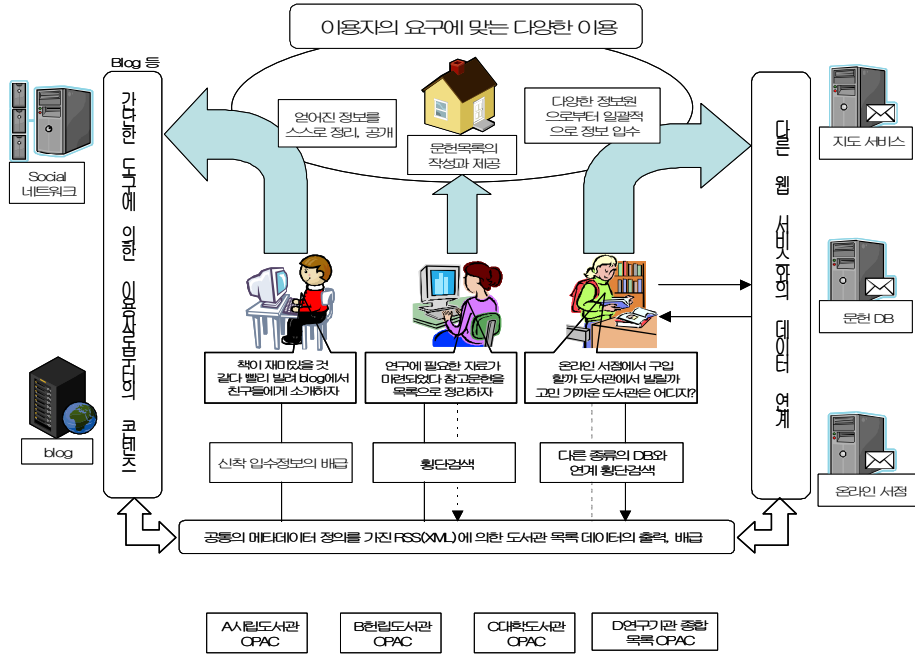 이용자의 요구에 맞는 다양한 이용
Blog 등
간단한 도구에 의한 이용자로부터의 콘텐츠
얻어진 정보를
스스로 정리, 공개
문헌목록의
작성과 제공
다양한 정보원
으로부터 일괄적
으로 정보 입수
다른 웹 서비스와의 데이터 연계
Social
네트워크
blog
지도 서비스
문헌 DB
온라인 서점
책이 재미있을 것
같다 빨리 빌려 blog에서
친구들에게 소개하자
연구에 필요한 자료가
마련되었다 참고문헌을
목록으로 정리하자
온라인 서점에서 구입
할까 도서관에서 빌릴까
고민 가까운 도서관은 어디지?
신착 입수정보의 배급
횡단검색
다른 종류의 DB와
연계 횡단검색
공통의 메타데이터 정의를 가진 RSS(XML)에 의한 도서관 목록 데이터의 출력, 배급
A시립도서관
OPAC
B현립도서관
OPAC
C대학도서관
OPAC
D연구기관 종합
목록 OPAC